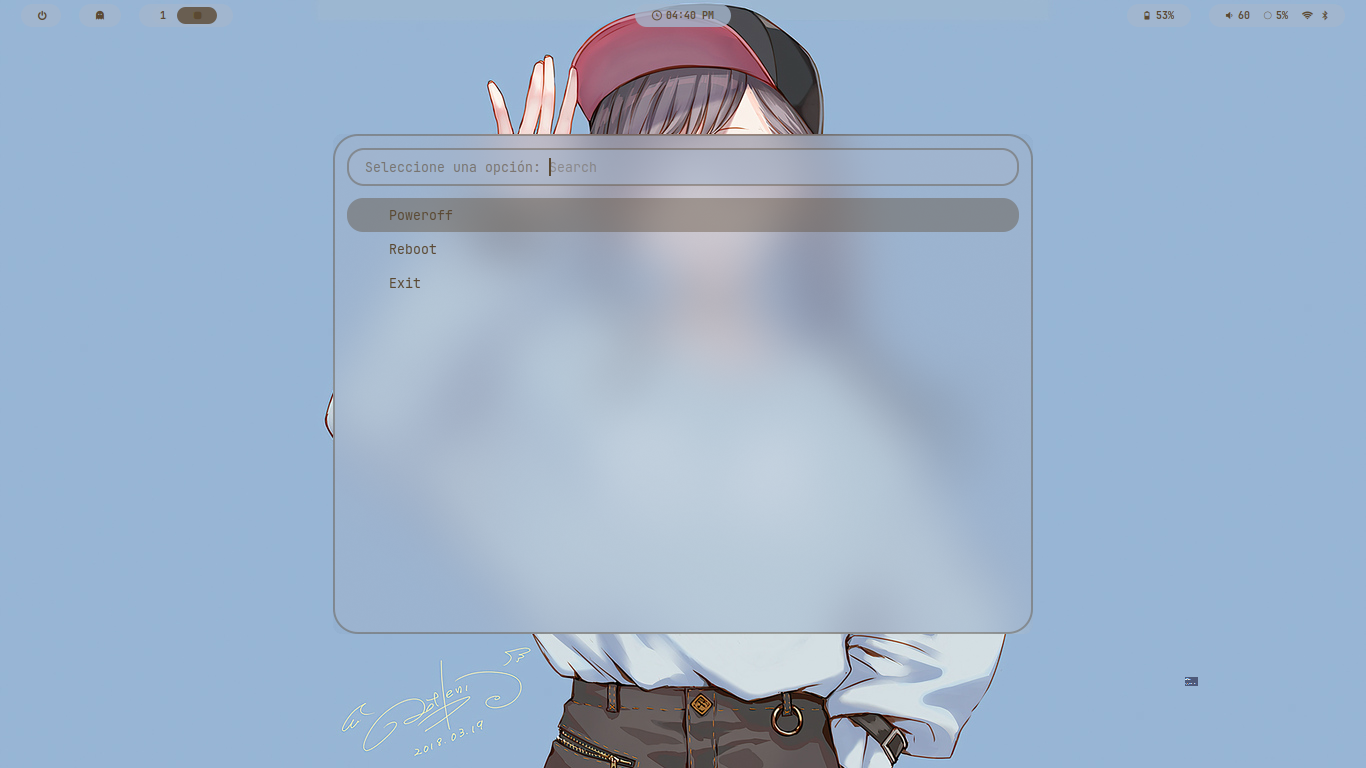 1
04:40 PM
53%
60
5%
Seleccione una opción: Search
Poweroff
Reboot
Exit
2018.03.19